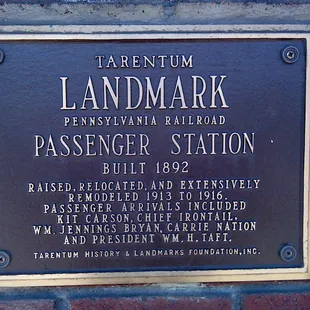 TARENTUM
LANDMARK
PENNSYLVANIA RAILROAD
PASSENGER STATION
BUILT 1892
RAISED, RELOCATED, AND EXTENSIVELY
REMODELED 1913 TO 1916.
PASSENGER ARRIVALS INCLUDED
KIT CARSON, CHIEF IRONTAIL,
WM. JENNINGS BRYAN, CARRIE NATION
AND PRESIDENT WM. H. TAFT.
TARENTUM HISTORY & LANDMARKS FOUNDATION, INC.